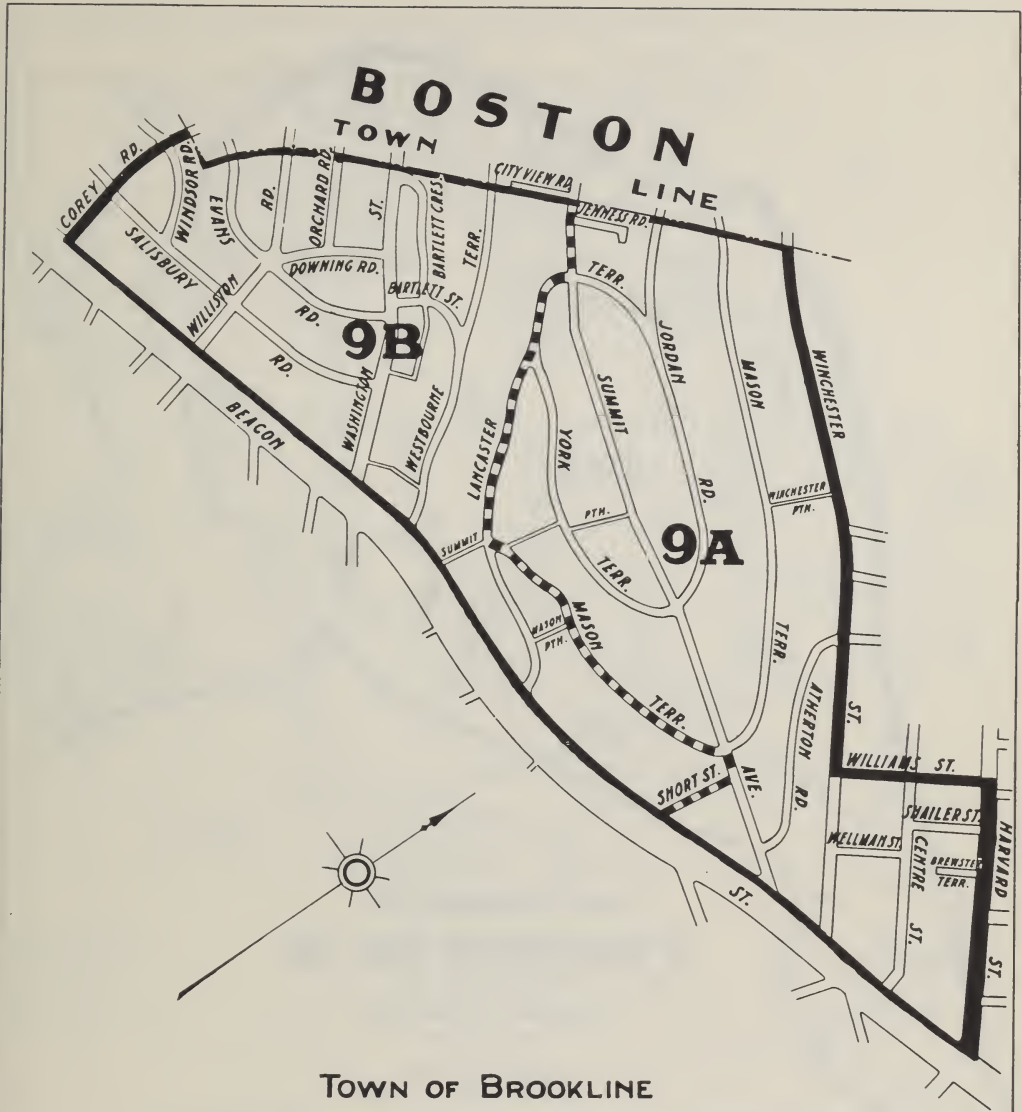 BOSTON
TOWN LINE
CITY VIEW RD.
JENNESS RD.
COREY RD.
WINDSOR RD.
EVANS RD.
ORCHARD RD.
ST.
BARTLETT CRES.
TERR.
SALISBURY
DOWNING RD.
BARTLETT ST.
WILLISTON
RD.
RD.
9B
WASHINGTON
WESTBOURNE
BEACON
LANCASTER
TERR.
JORDAN
MASON
WINCHESTER
SUMMIT
YORK
RD.
WINCHESTER
PTH.
PTH.
9A
SUMMIT
TERR.
MASON
PTH.
MASON
TERR.
TERR.
ATHERTON
RD.
ST.
SHORT ST.
AVE.
WILLIAMS ST.
SHAILER ST.
HARVARD
WELLMAN ST.
CENTRE
BREWSTER
TERR.
ST.
ST.
ST.
TOWN OF BROOKLINE